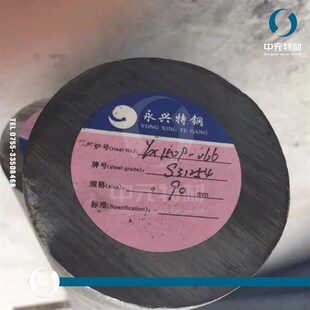 中元特钢
TEL 0755-33508458
永兴特钢
YONG XING TE GANG
炉号(Heat No):
牌号(steel grade): S31254
规格(size): 90 mm
标准(Specification):